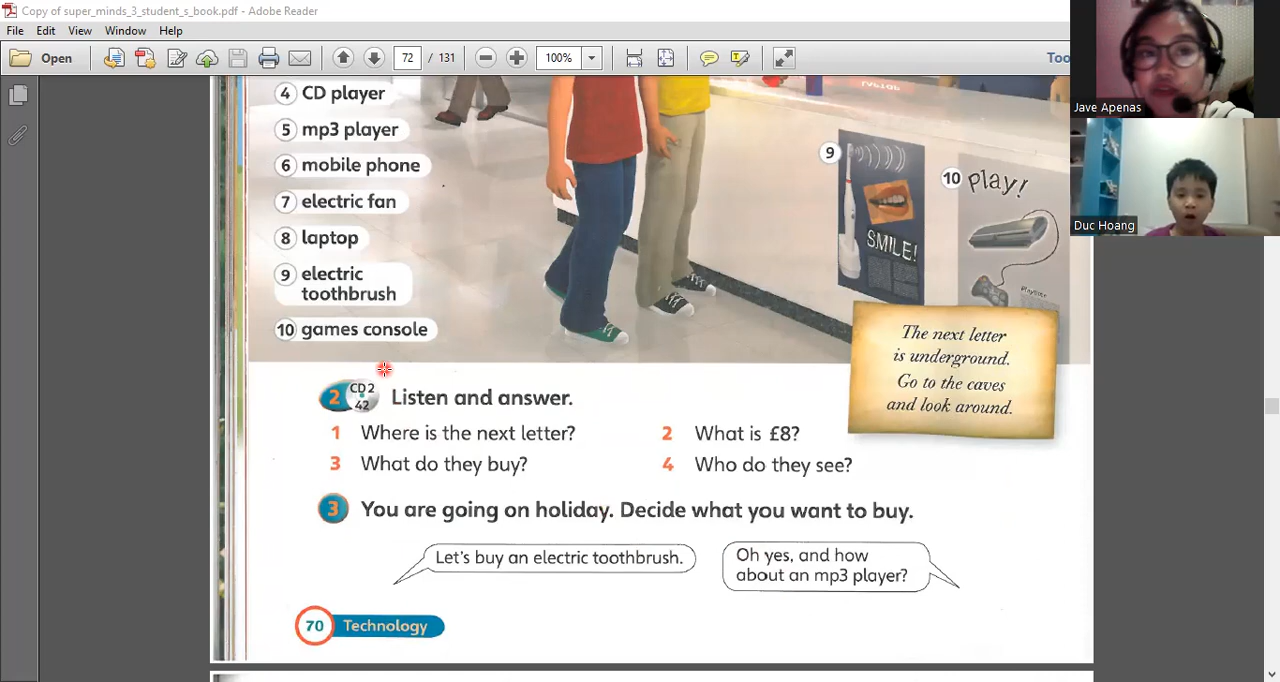 Copy of super_minds_3_student_s_book.pdf - Adobe Reader
File Edit View Window Help
Open 72 / 131 100% Too
Jave Apenas
Duc Hoang
4 CD player
5 mp3 player
6 mobile phone
7 electric fan
8 laptop
9 electric
toothbrush
10 games console
9
SMILE!
10 Play!
The next letter
is underground.
Go to the caves
and look around.
2 CD 2 42 Listen and answer.
1 Where is the next letter? 2 What is £8?
3 What do they buy? 4 Who do they see?
3 You are going on holiday. Decide what you want to buy.
Let's buy an electric toothbrush.
Oh yes, and how
about an mp3 player?
70 Technology